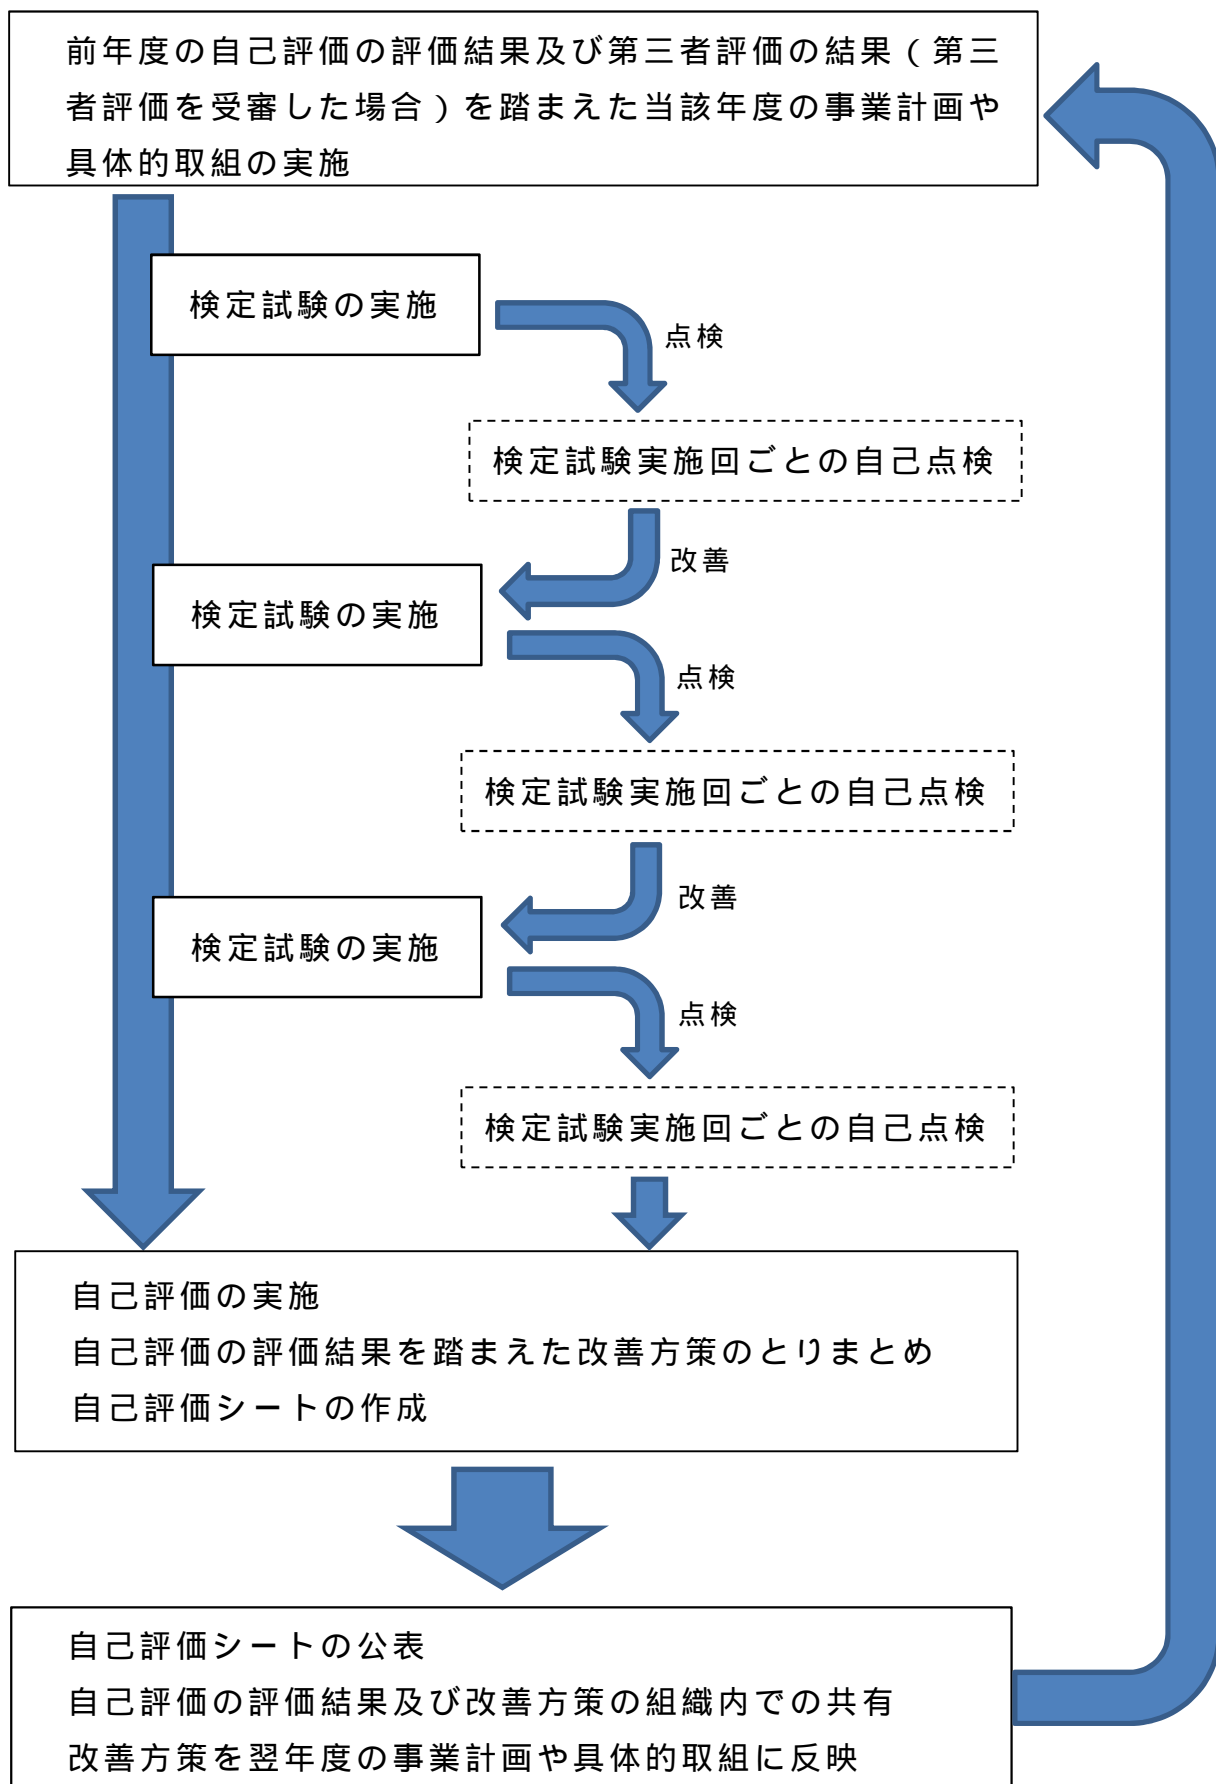 前年度の自己評価の評価結果及び第三者評価の結果（第三
者評価を受審した場合）を踏まえた当該年度の事業計画や
具体的取組の実施
検定試験の実施
点検
検定試験実施回ごとの自己点検
改善
検定試験の実施
点検
検定試験実施回ごとの自己点検
改善
検定試験の実施
点検
検定試験実施回ごとの自己点検
自己評価の実施
自己評価の評価結果を踏まえた改善方策のとりまとめ
自己評価シートの作成
自己評価シートの公表
自己評価の評価結果及び改善方策の組織内での共有
改善方策を翌年度の事業計画や具体的取組に反映